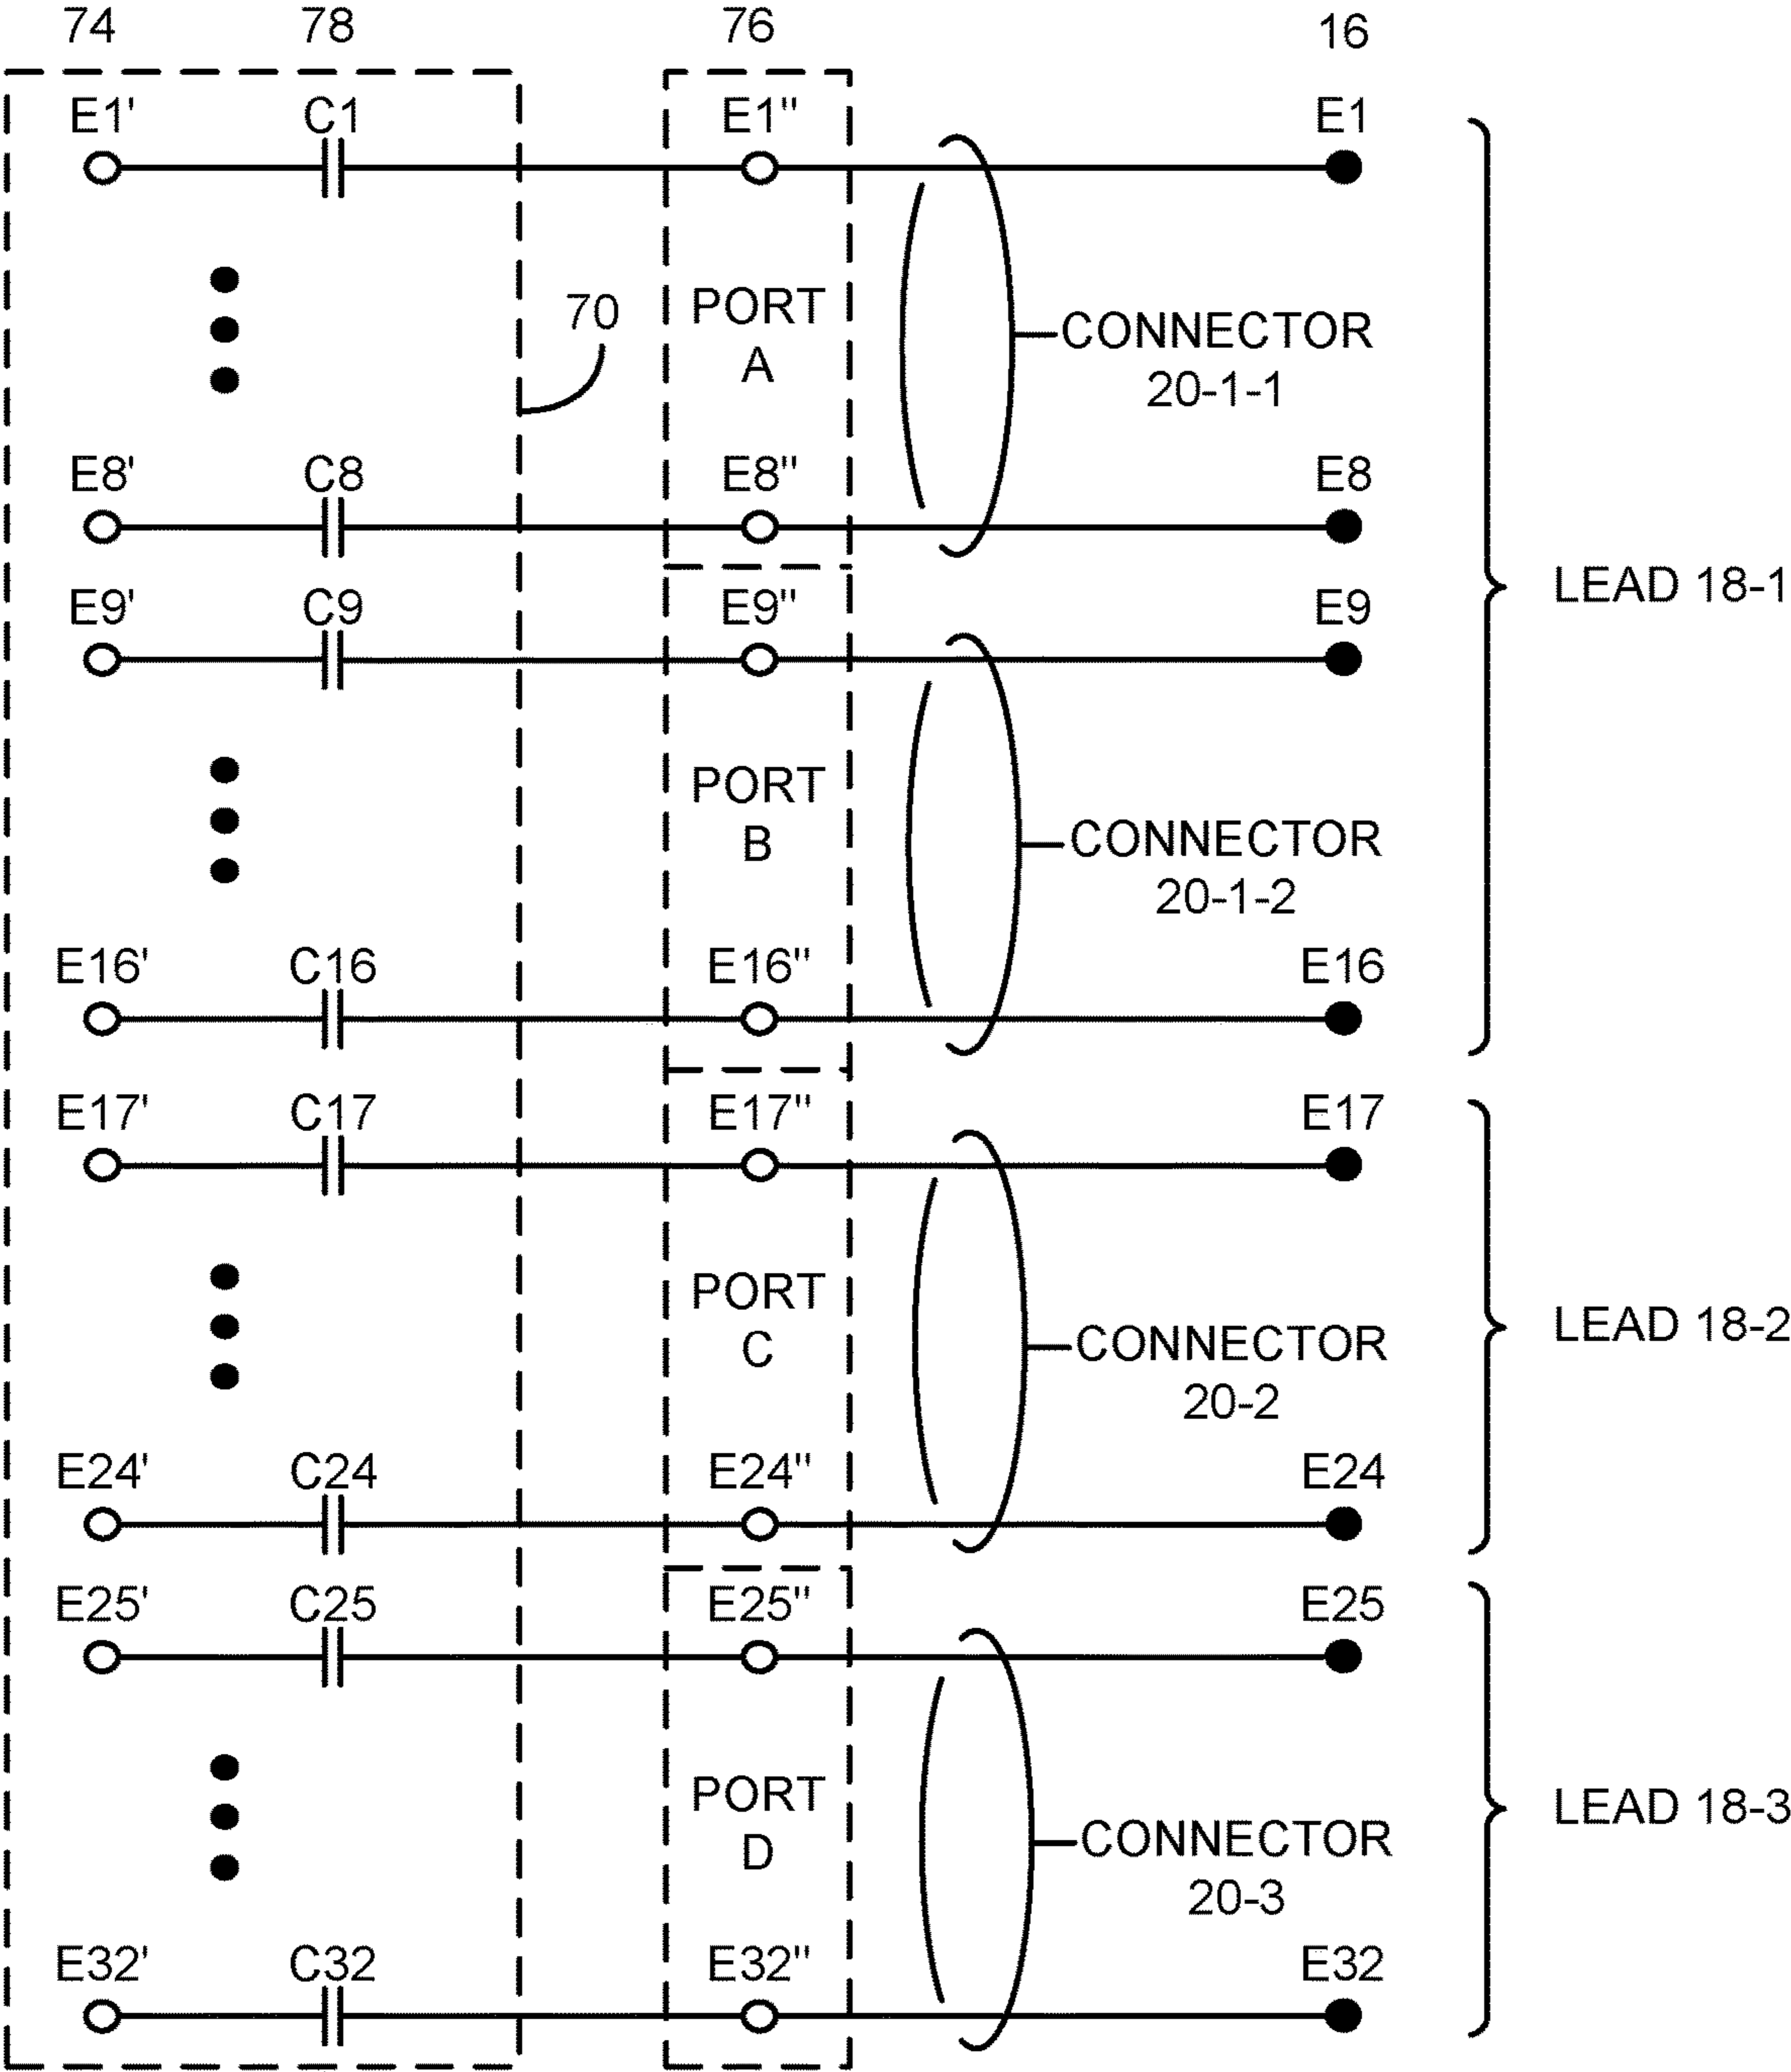 74 78 76 16
E1' C1 E1" E1
70
PORT
A
CONNECTOR
20-1-1
E8' C8 E8" E8
LEAD 18-1
E9' C9 E9" E9
PORT
B
CONNECTOR
20-1-2
E16' C16 E16" E16
E17' C17 E17" E17
PORT
C
CONNECTOR
20-2
LEAD 18-2
E24' C24 E24" E24
E25' C25 E25" E25
PORT
D
CONNECTOR
20-3
LEAD 18-3
E32' C32 E32" E32